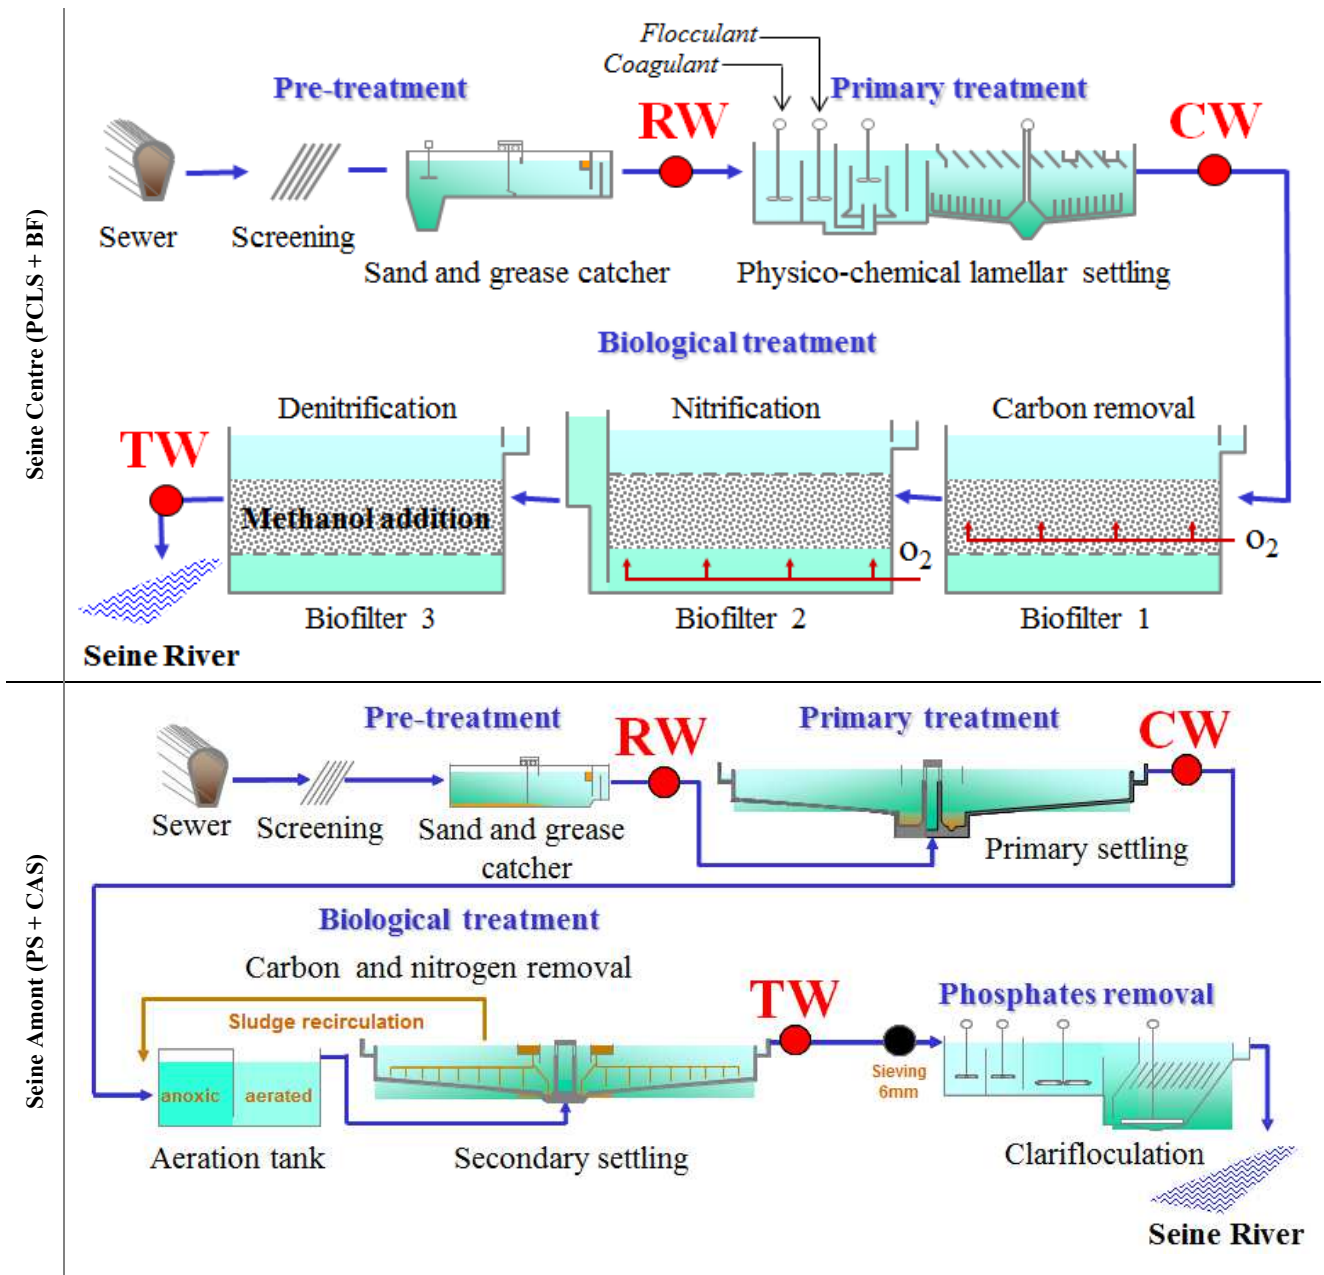 Seine Centre (PCLS + BF)
Flocculant
Coagulant
Pre-treatment
RW
Primary treatment
CW
Sewer
Screening
Sand and grease catcher
Physico-chemical lamellar settling
Biological treatment
Denitrification
Nitrification
Carbon removal
TW
Methanol addition
O2
O2
Biofilter 3
Biofilter 2
Biofilter 1
Seine River
Seine Amont (PS + CAS)
Pre-treatment
RW
Primary treatment
CW
Sewer
Screening
Sand and grease
catcher
Primary settling
Biological treatment
Carbon and nitrogen removal
Sludge recirculation
TW
Phosphates removal
Sieving
6mm
anoxic
aerated
Aeration tank
Secondary settling
Clarifloculation
Seine River